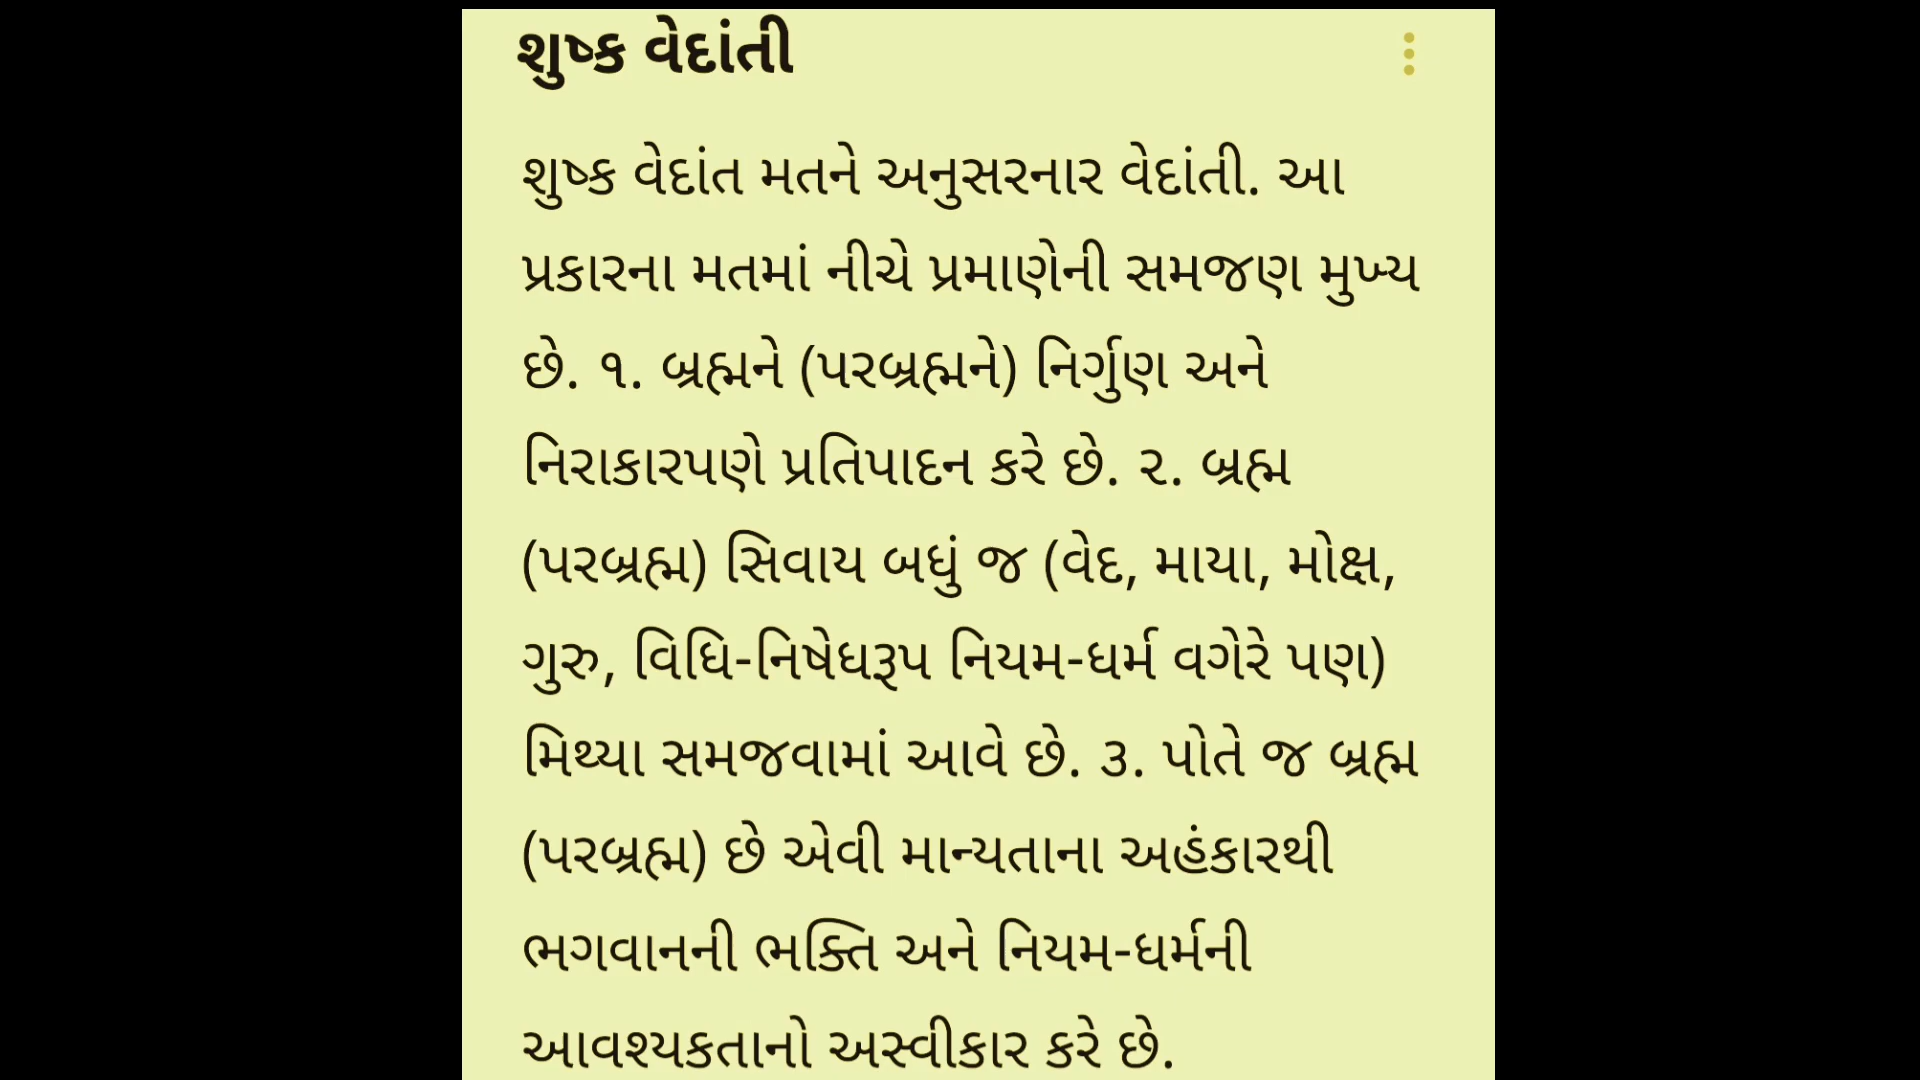 શુષ્ક વેદાંતી
શુષ્ક વેદાંત મતને અનુસરનાર વેદાંતી. આ
પ્રકારના મતમાં નીચે પ્રમાણેની સમજણ મુખ્ય
છે. ૧. બ્રહ્મને (પરબ્રહ્મને) નિર્ગુણ અને
નિરાકારપણે પ્રતિપાદન કરે છે. ૨. બ્રહ્મ
(પરબ્રહ્મ) સિવાય બધું જ (વેદ, માયા, મોક્ષ,
ગુરુ, વિધિ-નિષેધરૂપ નિયમ-ધર્મ વગેરે પણ)
મિથ્યા સમજવામાં આવે છે. ૩. પોતે જ બ્રહ્મ
(પરબ્રહ્મ) છે એવી માન્યતાના અહંકારથી
ભગવાનની ભક્તિ અને નિયમ-ધર્મની
આવશ્યકતાનો અસ્વીકાર કરે છે.